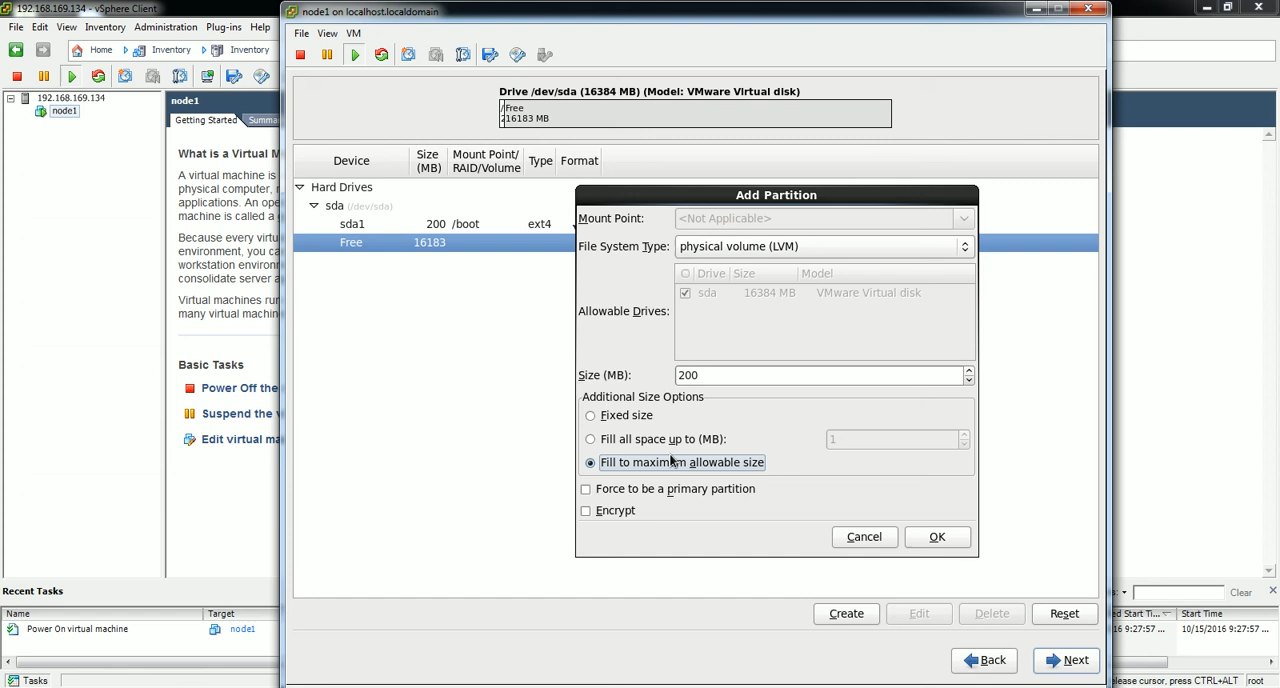 192.168.169.134 - vSphere Client
File Edit View Inventory Administration Plug-ins Help
Home Inventory Inventory
192.168.169.134
node1
node1
Getting Started Summa
What is a Virtual M
A virtual machine is
physical computer,
applications. An ope
machine is called a
Because every virtu
environment, you ca
workstation environ
consolidate server a
Virtual machines run
many virtual machin
Basic Tasks
Power Off the
Suspend the v
Edit virtual ma
node1 on localhost.localdomain
File View VM
Drive /dev/sda (16384 MB) (Model: VMware Virtual disk)
Free
16183 MB
Device Size (MB) Mount Point/ RAID/Volume Type Format
Hard Drives
sda (/dev/sda)
sda1 200 /boot ext4
Free 16183
Add Partition
Mount Point: <Not Applicable>
File System Type: physical volume (LVM)
Drive Size Model
sda 16384 MB VMware Virtual disk
Allowable Drives:
Size (MB): 200
Additional Size Options
Fixed size
Fill all space up to (MB): 1
Fill to maximum allowable size
Force to be a primary partition
Encrypt
Cancel OK
Create Edit Delete Reset
Back Next
Recent Tasks
Name Target
Power On virtual machine node1
Clear
d Start Ti... Start Time
16 9:27:57 ... 10/15/2016 9:27:57 ...
Tasks
elease cursor, press CTRL+ALT root